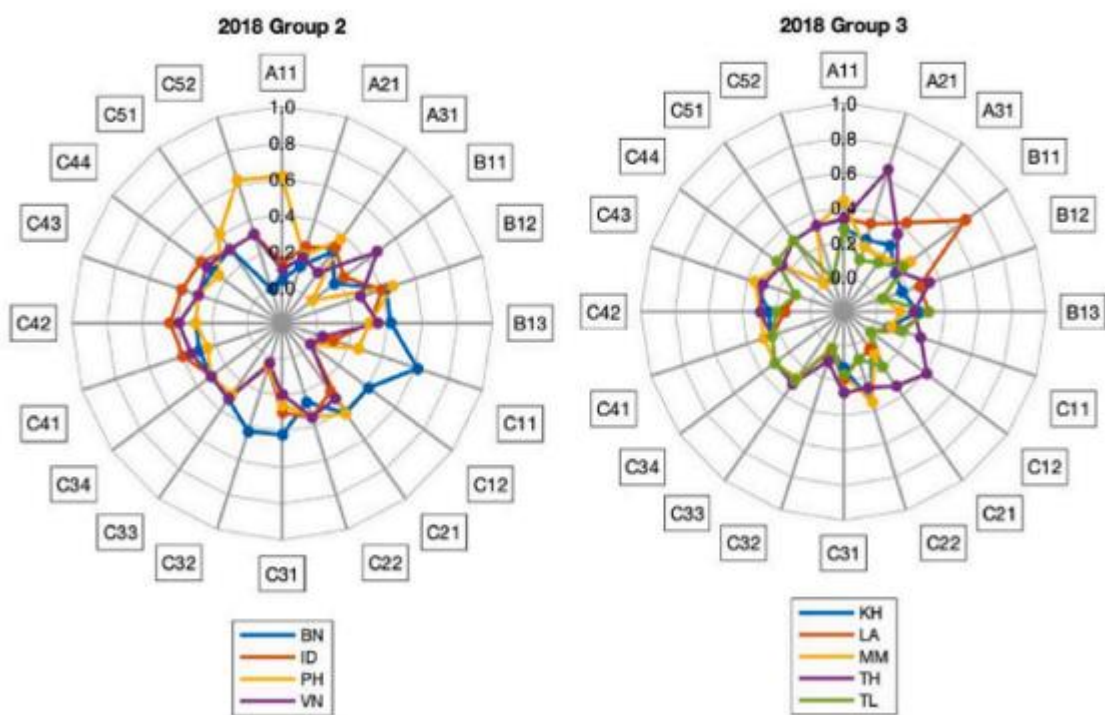 2018 Group 2
A11
A21
A31
B11
B12
B13
C11
C12
C21
C22
C31
C32
C33
C34
C41
C42
C43
C44
C51
C52
1.0
0.8
0.6
0.4
0.2
0.0
BN
ID
PH
VN
2018 Group 3
A11
A21
A31
B11
B12
B13
C11
C12
C21
C22
C31
C32
C33
C34
C41
C42
C43
C44
C51
C52
1.0
0.8
0.6
0.4
0.2
0.0
KH
LA
MM
TH
TL